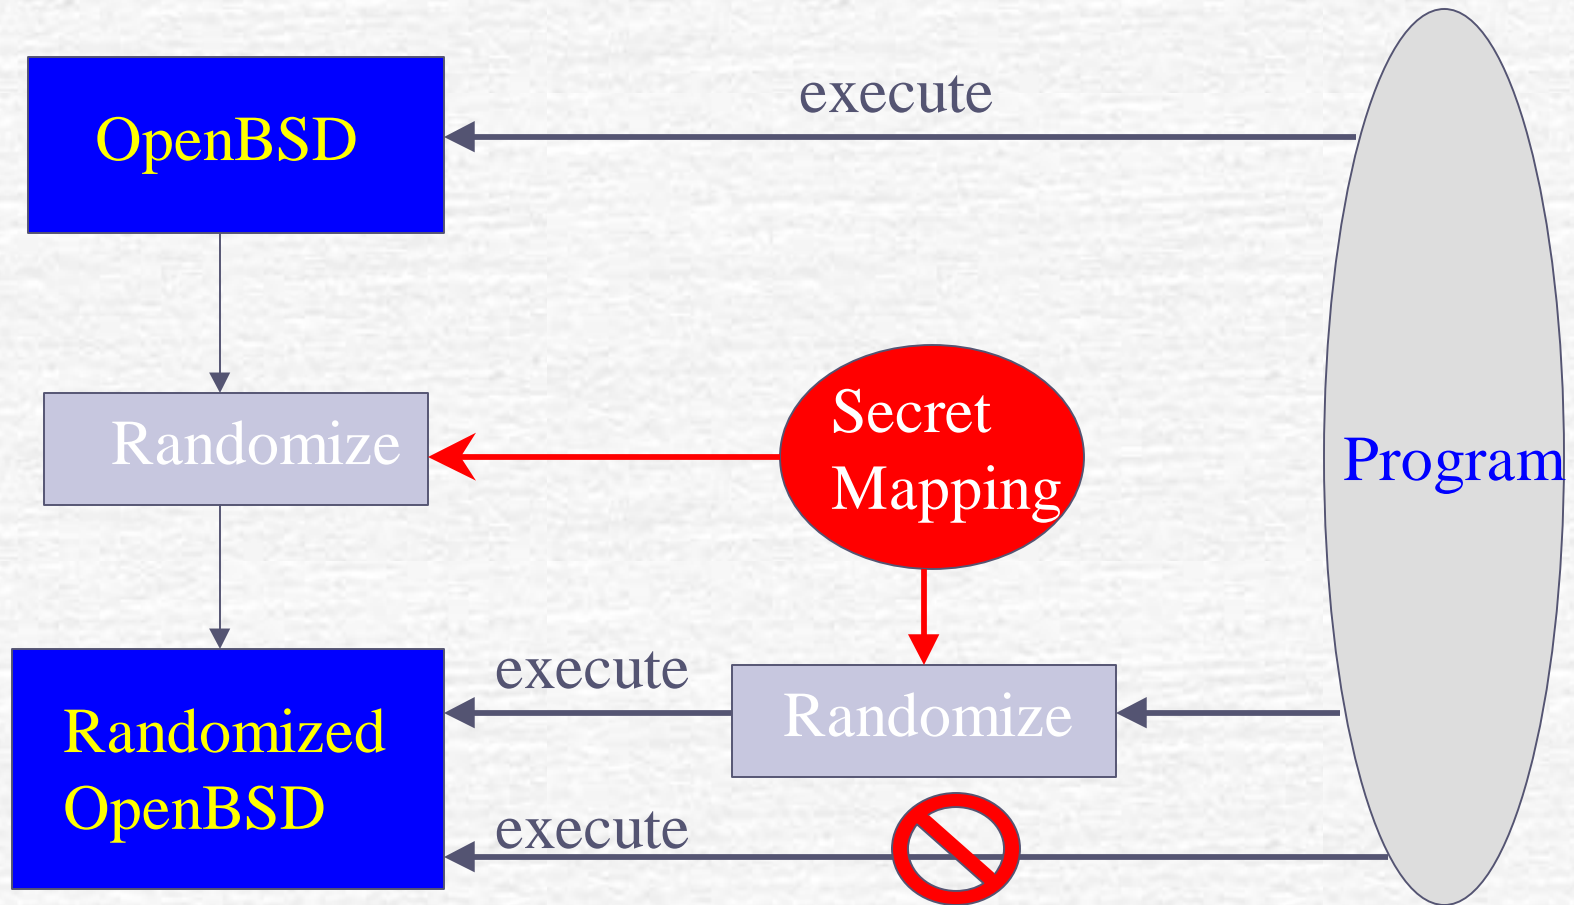 OpenBSD
execute
Randomize
Secret
Mapping
Program
execute
Randomize
Randomized
OpenBSD
execute